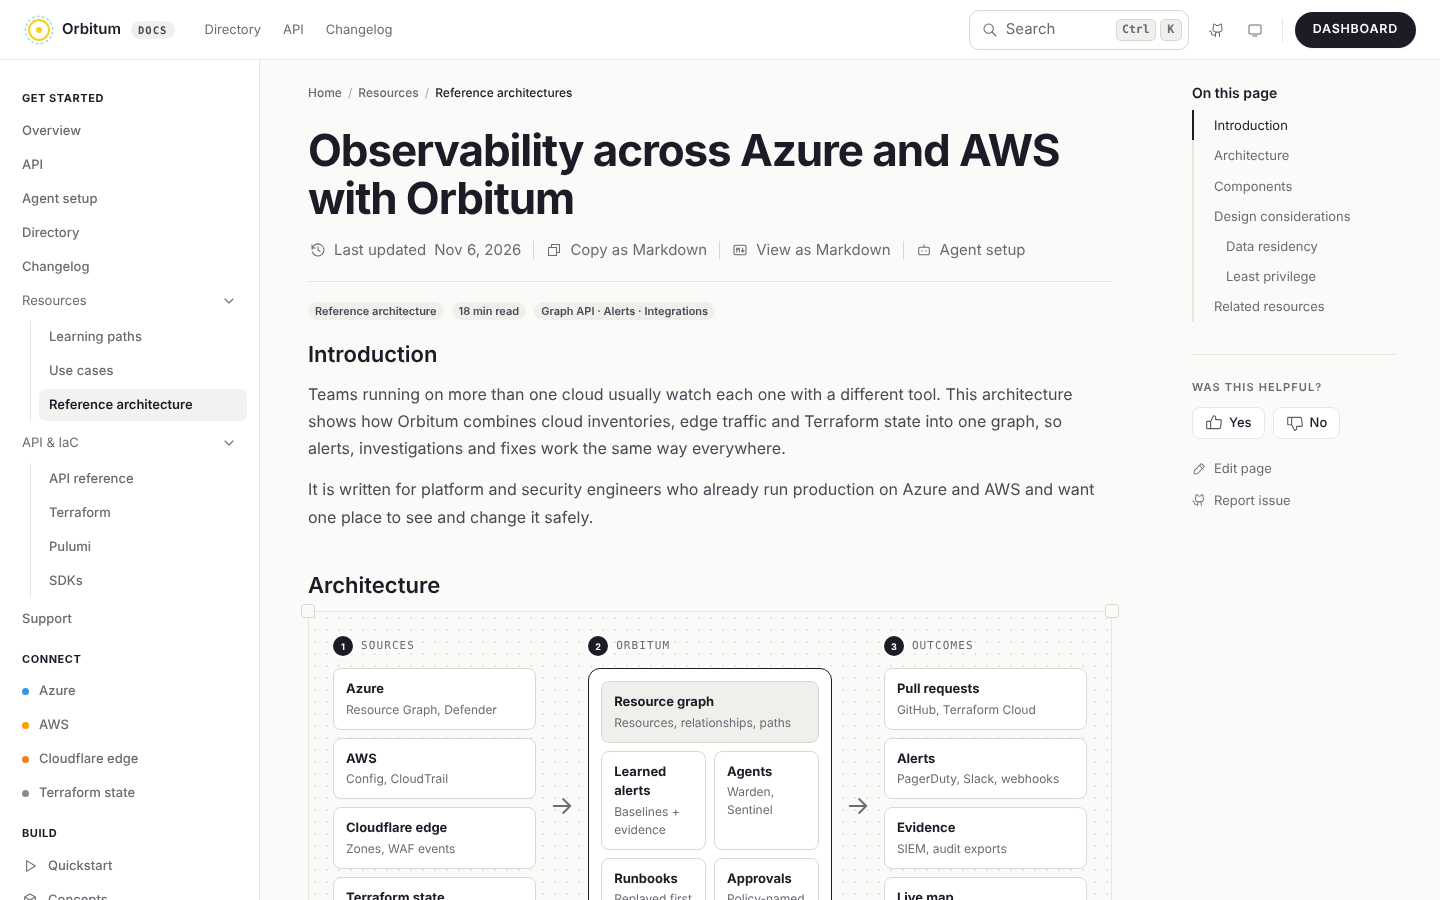 Orbitum DOCS Directory API Changelog Search Ctrl K DASHBOARD
GET STARTED
Overview
API
Agent setup
Directory
Changelog
Resources
Learning paths
Use cases
Reference architecture
API & IaC
API reference
Terraform
Pulumi
SDKs
Support
CONNECT
Azure
AWS
Cloudflare edge
Terraform state
BUILD
Quickstart
Concepts
Home / Resources / Reference architectures
Observability across Azure and AWS
with Orbitum
Last updated Nov 6, 2026 Copy as Markdown View as Markdown Agent setup
Reference architecture 18 min read Graph API · Alerts · Integrations
Introduction
Teams running on more than one cloud usually watch each one with a different tool. This architecture
shows how Orbitum combines cloud inventories, edge traffic and Terraform state into one graph, so
alerts, investigations and fixes work the same way everywhere.
It is written for platform and security engineers who already run production on Azure and AWS and want
one place to see and change it safely.
Architecture
1 SOURCES
Azure
Resource Graph, Defender
AWS
Config, CloudTrail
Cloudflare edge
Zones, WAF events
Terraform state
2 ORBITUM
Resource graph
Resources, relationships, paths
Learned
alerts
Baselines +
evidence
Agents
Warden,
Sentinel
Runbooks
Replayed first
Approvals
Policy-named
3 OUTCOMES
Pull requests
GitHub, Terraform Cloud
Alerts
PagerDuty, Slack, webhooks
Evidence
SIEM, audit exports
Live map
On this page
Introduction
Architecture
Components
Design considerations
Data residency
Least privilege
Related resources
WAS THIS HELPFUL?
Yes No
Edit page
Report issue